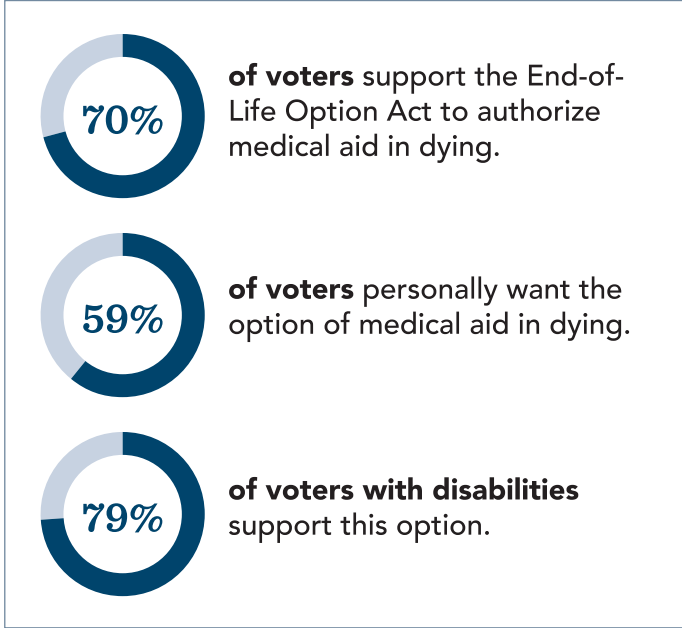 70%
of voters support the End-of-
Life Option Act to authorize
medical aid in dying.
59%
of voters personally want the
option of medical aid in dying.
79%
of voters with disabilities
support this option.